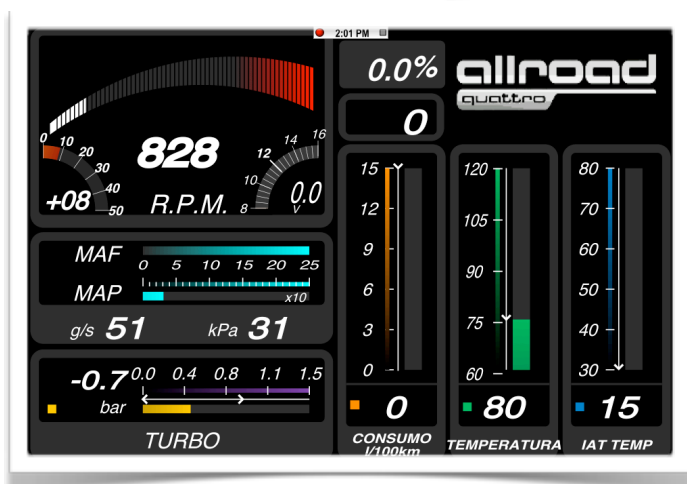 2:01 PM
0.0%
allroad
quattro
0
828
R.P.M.
0 10 20 30 40 50
+08
8 10 12 14 16
0.0
V
MAF
0 5 10 15 20 25
MAP
x10
g/s 51 kPa 31
-0.7
bar
0.0 0.4 0.8 1.1 1.5
TURBO
15
12
9
6
3
0
0
CONSUMO
l/100km
120
105
90
75
60
80
TEMPERATURA
80
70
60
50
40
30
15
IAT TEMP